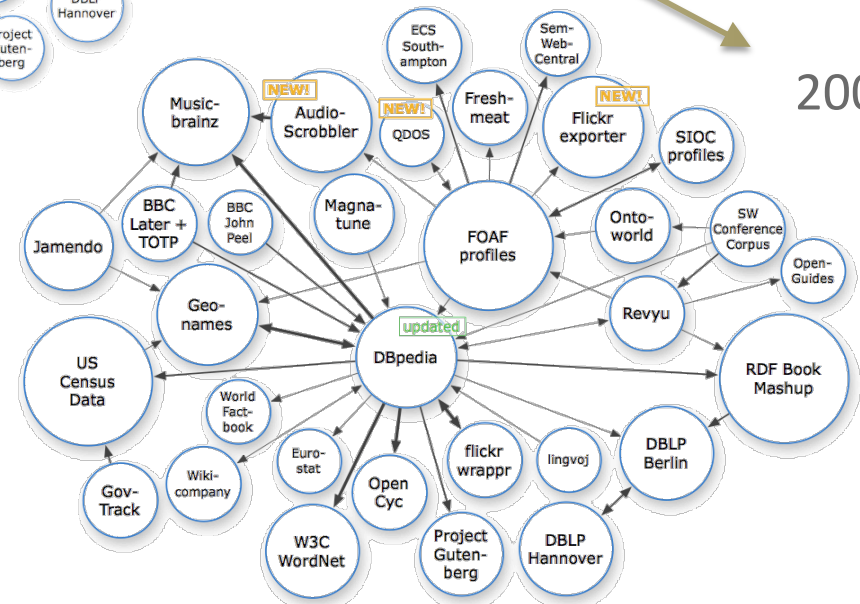 DBLP
Hannover
roject
uten-
berg
200
ECS
South-
ampton
Sem-
Web-
Central
NEW!
Music-
brainz
Audio-
Scrobbler
NEW!
QDOS
Fresh-
meat
NEW!
Flickr
exporter
SIOC
profiles
BBC
Later +
TOTP
BBC
John
Peel
Magna-
tune
FOAF
profiles
Onto-
world
SW
Conference
Corpus
Jamendo
Open-
Guides
Geo-
names
Revyu
updated
DBpedia
US
Census
Data
RDF Book
Mashup
World
Fact-
book
Euro-
stat
flickr
wrappr
lingvoj
DBLP
Berlin
Wiki-
company
Gov-
Track
Open
Cyc
W3C
WordNet
Project
Guten-
berg
DBLP
Hannover